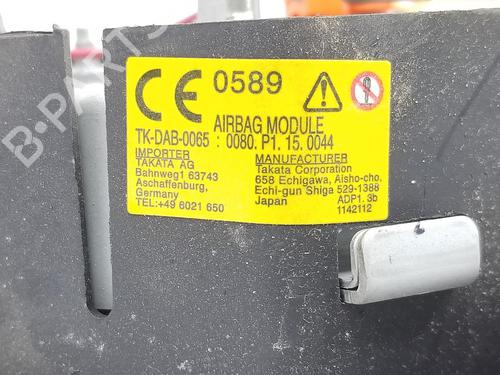 B-PARTS
CE 0589
AIRBAG MODULE
TK-DAB-0065 : 0080. P1. 15. 0044
IMPORTER
TAKATA AG
Bahnweg1 63743
Aschaffenburg,
Germany
TEL:+49 6021 650
MANUFACTURER
Takata Corporation
658 Echigawa, Aisho-cho,
Echi-gun Shiga 529-1388
Japan
ADP1. 3b
1142112